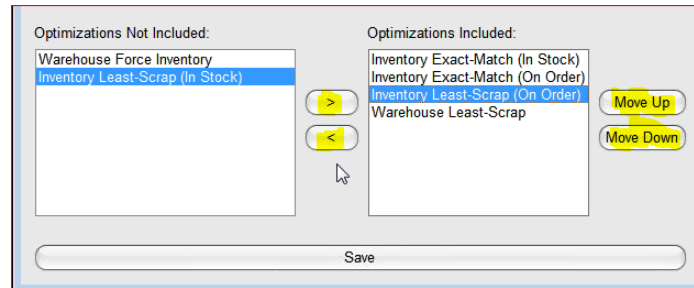 Optimizations Not Included:
Optimizations Included:
Warehouse Force Inventory
Inventory Least-Scrap (In Stock)
>
<
Inventory Exact-Match (In Stock)
Inventory Exact-Match (On Order)
Inventory Least-Scrap (On Order)
Warehouse Least-Scrap
Move Up
Move Down
Save